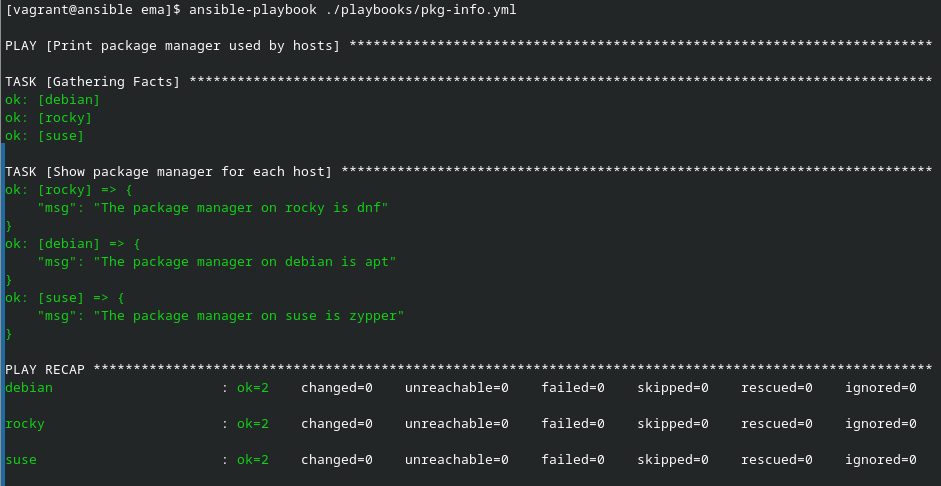 [vagrant@ansible ema]$ ansible-playbook ./playbooks/pkg-info.yml
PLAY [Print package manager used by hosts] *************************************************************************
TASK [Gathering Facts] *********************************************************************************************
ok: [debian]
ok: [rocky]
ok: [suse]
TASK [Show package manager for each host] **************************************************************************
ok: [rocky] => {
    "msg": "The package manager on rocky is dnf"
}
ok: [debian] => {
    "msg": "The package manager on debian is apt"
}
ok: [suse] => {
    "msg": "The package manager on suse is zypper"
}
PLAY RECAP *********************************************************************************************************
debian                     : ok=2    changed=0    unreachable=0    failed=0    skipped=0    rescued=0    ignored=0
rocky                      : ok=2    changed=0    unreachable=0    failed=0    skipped=0    rescued=0    ignored=0
suse                       : ok=2    changed=0    unreachable=0    failed=0    skipped=0    rescued=0    ignored=0